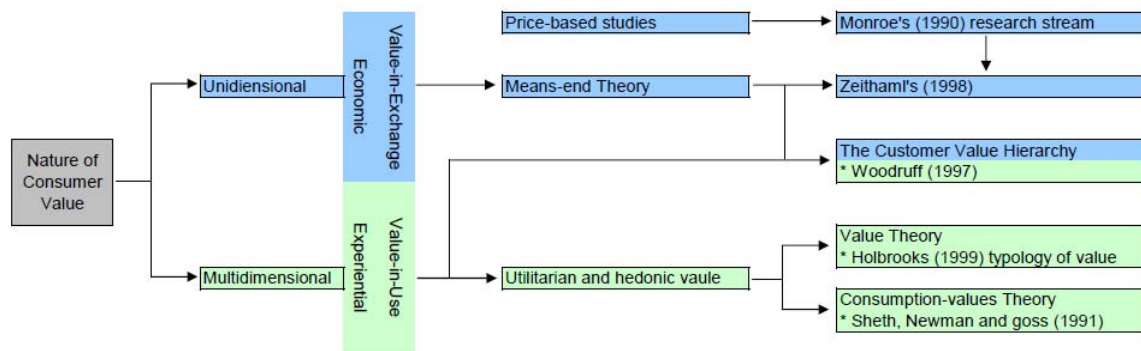 Price-based studies
Monroe's (1990) research stream
Unidiensional
Value-in-Exchange
Economic
Means-end Theory
Zeithaml's (1998)
Nature of
Consumer
Value
The Customer Value Hierarchy
* Woodruff (1997)
Multidimensional
Value-in-Use
Experiential
Utilitarian and hedonic vaule
Value Theory
* Holbrooks (1999) typology of value
Consumption-values Theory
* Sheth, Newman and goss (1991)